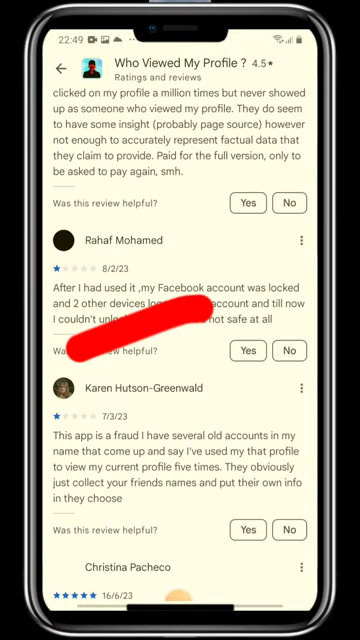 22:49
Who Viewed My Profile ? 4.5★
Ratings and reviews
clicked on my profile a million times but never showed
up as someone who viewed my profile. They do seem
to have some insight (probably page source) however
not enough to accurately represent factual data that
they claim to provide. Paid for the full version, only to
be asked to pay again, smh.
Was this review helpful? Yes No
Rahaf Mohamed
8/2/23
After I had used it ,my Facebook account was locked
and 2 other devices account and till now
I couldn't not safe at all
helpful? Yes No
Karen Hutson-Greenwald
7/3/23
This app is a fraud I have several old accounts in my
name that come up and say I've used my that profile
to view my current profile five times. They obviously
just collect your friends names and put their own info
in they choose
Was this review helpful? Yes No
Christina Pacheco
16/6/23